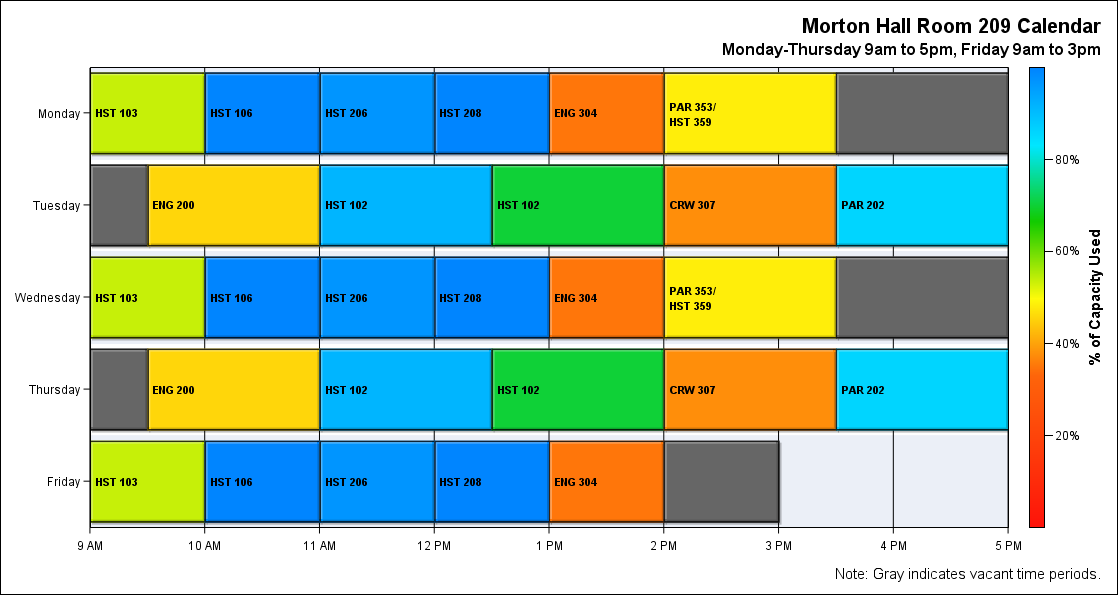 Morton Hall Room 209 Calendar
Monday-Thursday 9am to 5pm, Friday 9am to 3pm
Monday
HST 103
HST 106
HST 206
HST 208
ENG 304
PAR 353/
HST 359
Tuesday
ENG 200
HST 102
HST 102
CRW 307
PAR 202
Wednesday
HST 103
HST 106
HST 206
HST 208
ENG 304
PAR 353/
HST 359
Thursday
ENG 200
HST 102
HST 102
CRW 307
PAR 202
Friday
HST 103
HST 106
HST 206
HST 208
ENG 304
9 AM
10 AM
11 AM
12 PM
1 PM
2 PM
3 PM
4 PM
5 PM
80%
60%
40%
20%
% of Capacity Used
Note: Gray indicates vacant time periods.